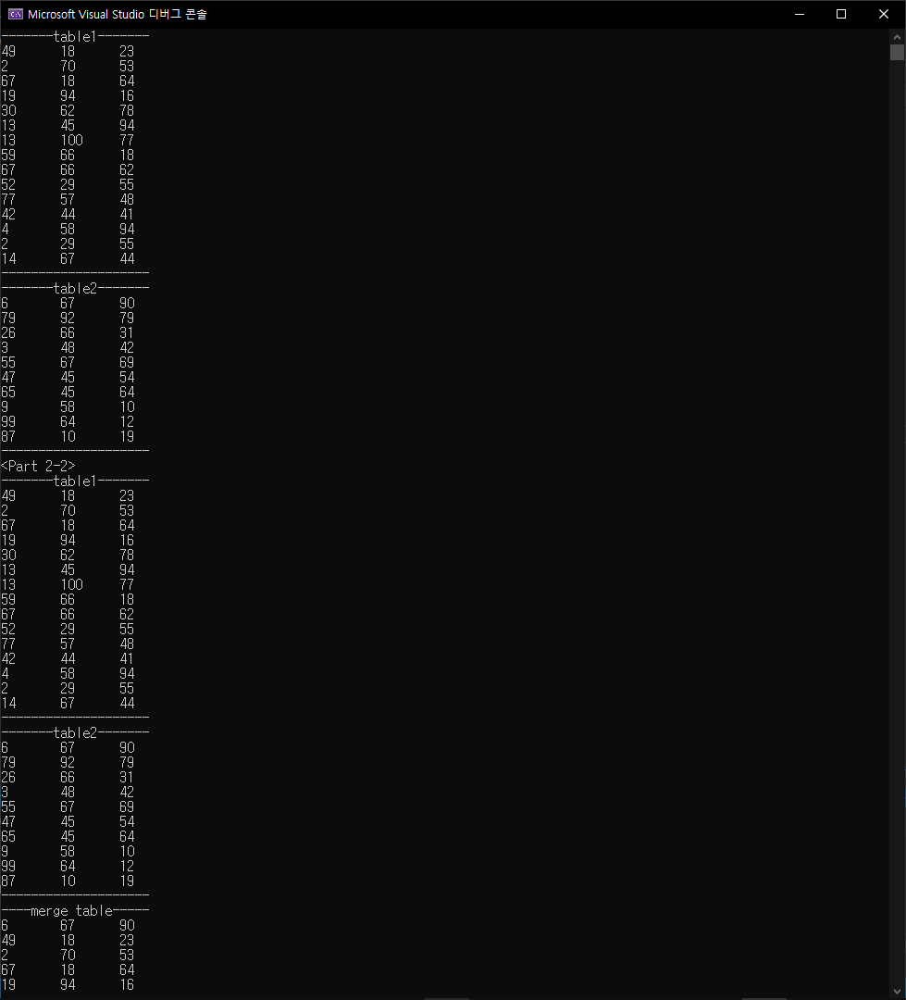 Microsoft Visual Studio 디버그 콘솔
-------table1-------
49 18 23
2 70 53
67 18 64
19 94 16
30 62 78
13 45 94
13 100 77
59 66 18
67 66 62
52 29 55
77 57 48
42 44 41
4 58 94
2 29 55
14 67 44
--------------------
-------table2-------
6 67 90
79 92 79
26 66 31
3 48 42
55 67 69
47 45 54
65 45 64
9 58 10
99 64 12
87 10 19
--------------------
<Part 2-2>
-------table1-------
49 18 23
2 70 53
67 18 64
19 94 16
30 62 78
13 45 94
13 100 77
59 66 18
67 66 62
52 29 55
77 57 48
42 44 41
4 58 94
2 29 55
14 67 44
--------------------
-------table2-------
6 67 90
79 92 79
26 66 31
3 48 42
55 67 69
47 45 54
65 45 64
9 58 10
99 64 12
87 10 19
--------------------
----merge table-----
6 67 90
49 18 23
2 70 53
67 18 64
19 94 16